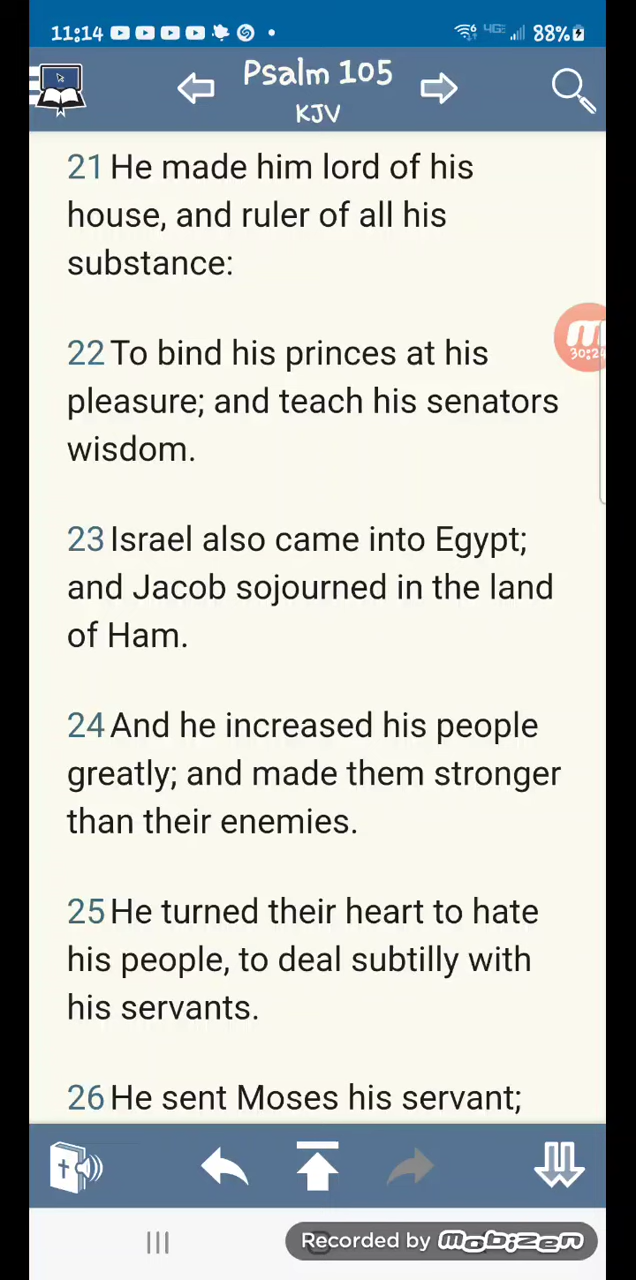 11:14
4GE 88%
Psalm 105
KJV
21 He made him lord of his
house, and ruler of all his
substance:
22 To bind his princes at his
pleasure; and teach his senators
wisdom.
23 Israel also came into Egypt;
and Jacob sojourned in the land
of Ham.
24 And he increased his people
greatly; and made them stronger
than their enemies.
25 He turned their heart to hate
his people, to deal subtilly with
his servants.
26 He sent Moses his servant;
Recorded by mobizen